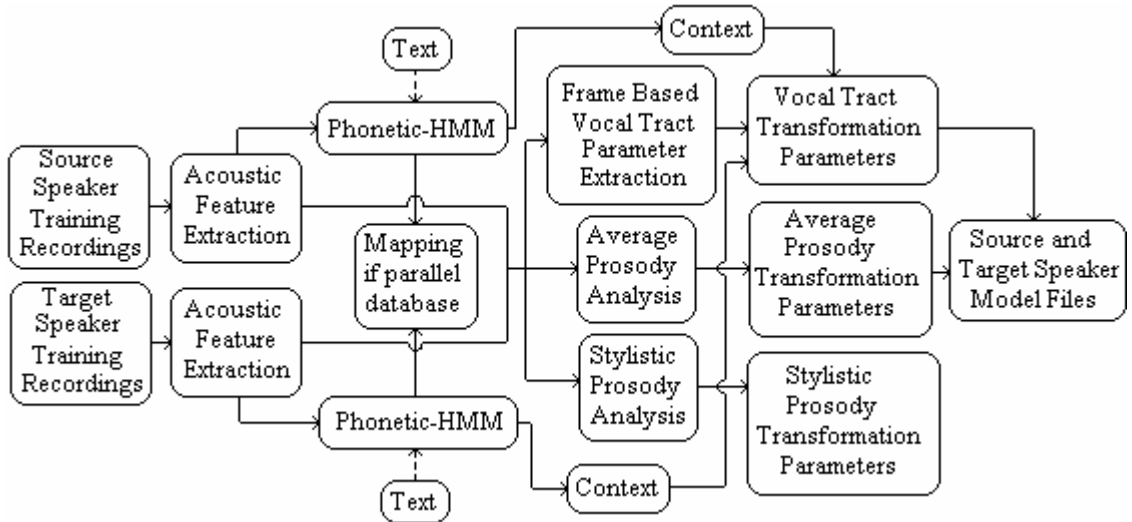 Context
Text
Frame Based
Vocal Tract
Parameter
Extraction
Vocal Tract
Transformation
Parameters
Phonetic-HMM
Source
Speaker
Training
Recordings
Acoustic
Feature
Extraction
Mapping
if parallel
database
Average
Prosody
Analysis
Average
Prosody
Transformation
Parameters
Source and
Target Speaker
Model Files
Target
Speaker
Training
Recordings
Acoustic
Feature
Extraction
Stylistic
Prosody
Analysis
Stylistic
Prosody
Transformation
Parameters
Phonetic-HMM
Text
Context